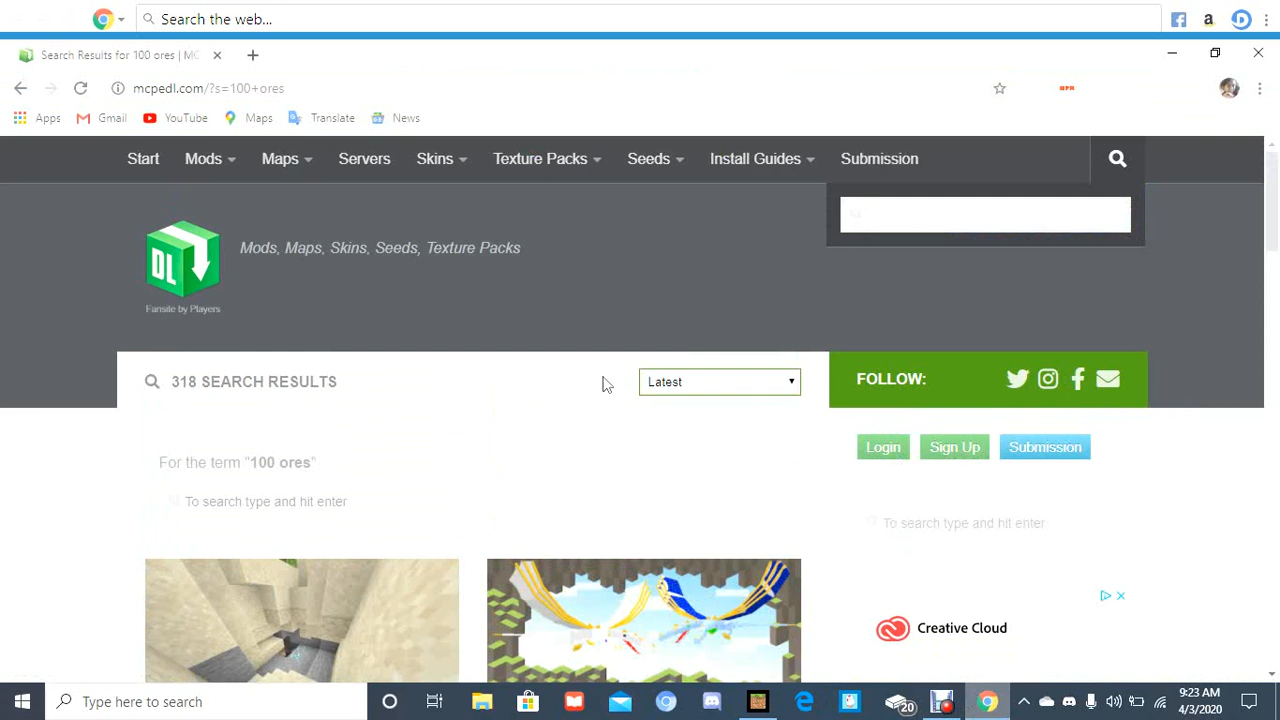 Search the web...
Search Results for 100 ores | MC
mcpedl.com/?s=100+ores
Apps Gmail YouTube Maps Translate News
Start Mods Maps Servers Skins Texture Packs Seeds Install Guides Submission
DL
Mods, Maps, Skins, Seeds, Texture Packs
Fansite by Players
318 SEARCH RESULTS
Latest
FOLLOW:
Login Sign Up Submission
For the term "100 ores"
To search type and hit enter
To search type and hit enter
Creative Cloud
Type here to search
20
9:23 AM
4/3/2020